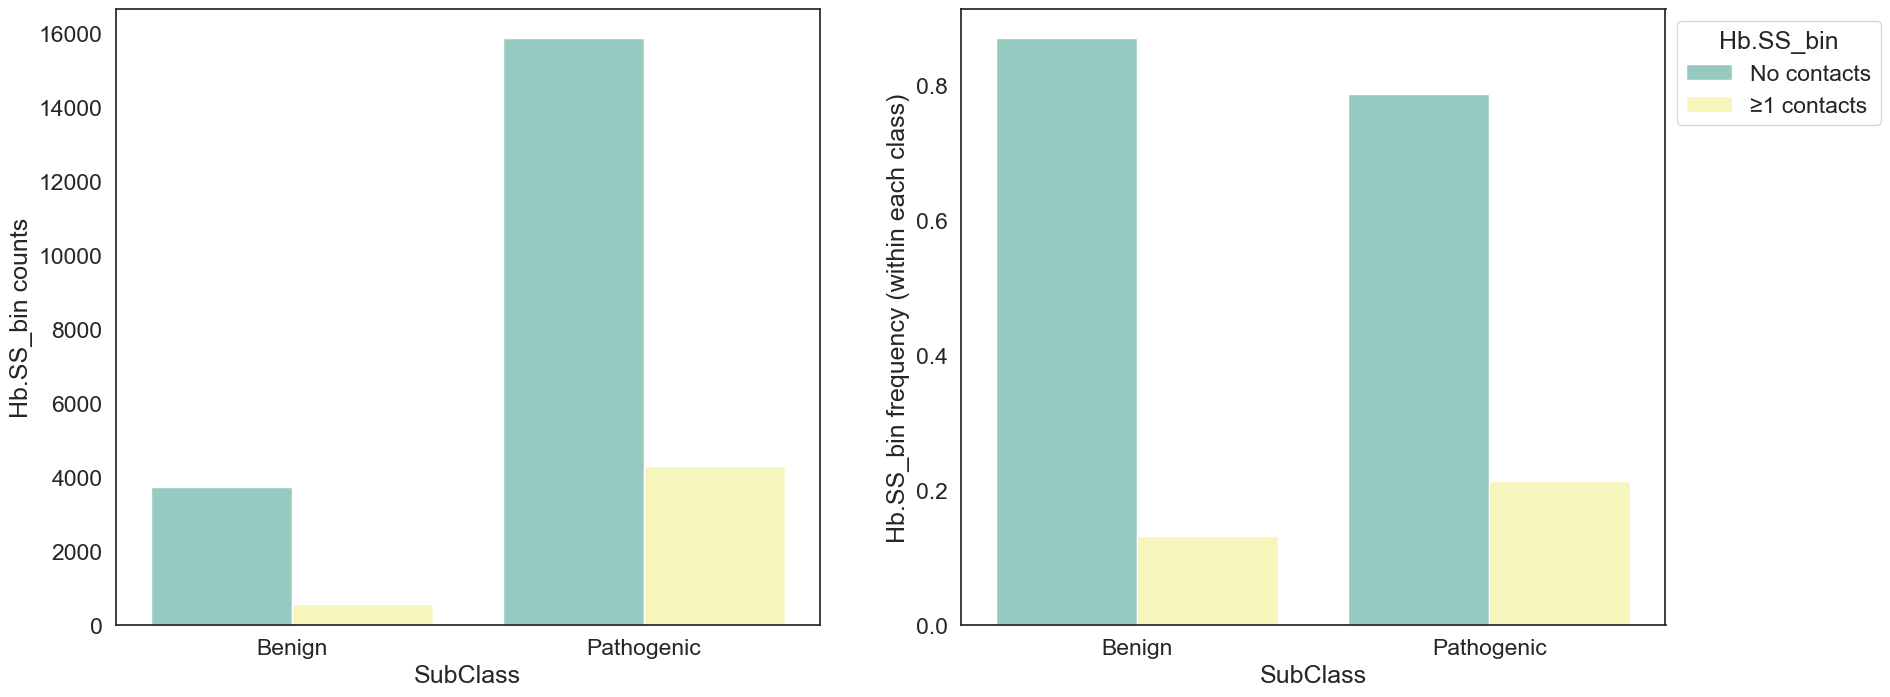 Hb.SS_bin counts
16000
14000
12000
10000
8000
6000
4000
2000
0
Benign
Pathogenic
SubClass
Hb.SS_bin frequency (within each class)
0.8
0.6
0.4
0.2
0.0
Benign
Pathogenic
SubClass
Hb.SS_bin
No contacts
≥1 contacts